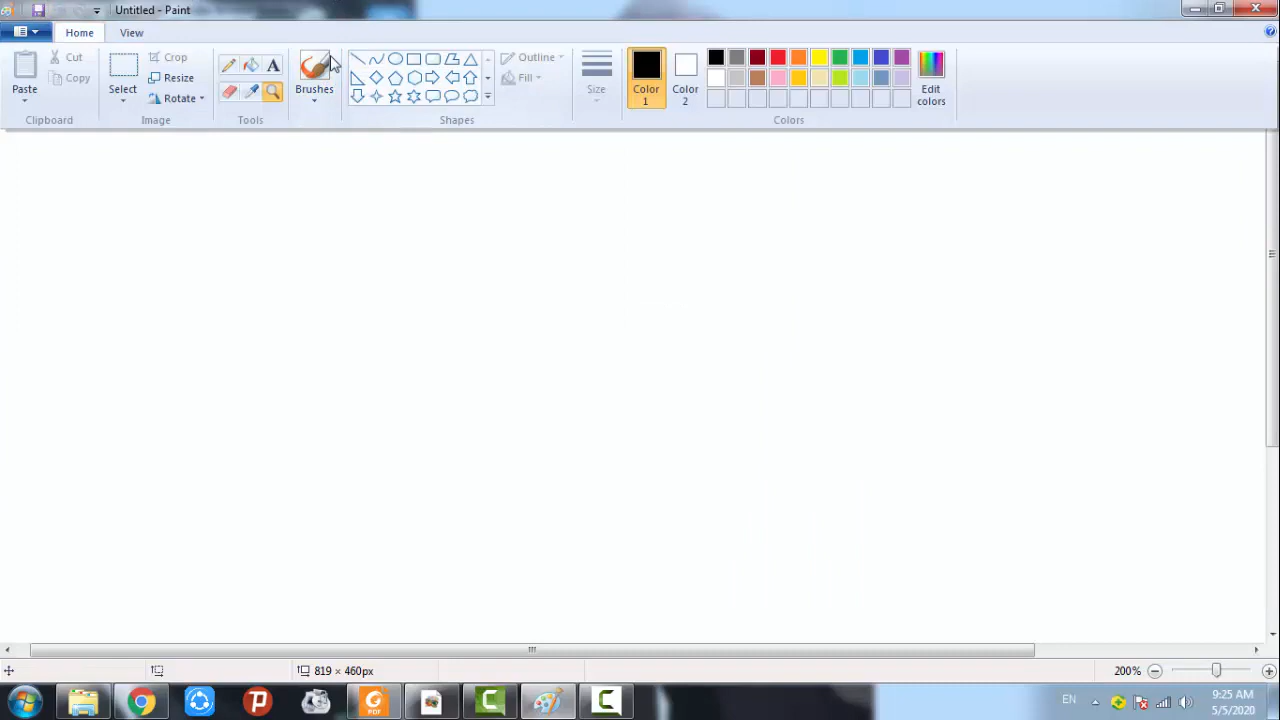 Untitled - Paint
Home View
Paste Cut Copy Clipboard
Select Crop Resize Rotate Image
A
Tools
Brushes
Shapes
Outline Fill
Size
Color 1
Color 2
Edit colors
Colors
819 × 460px 200%
PDF
EN 9:25 AM
5/5/2020